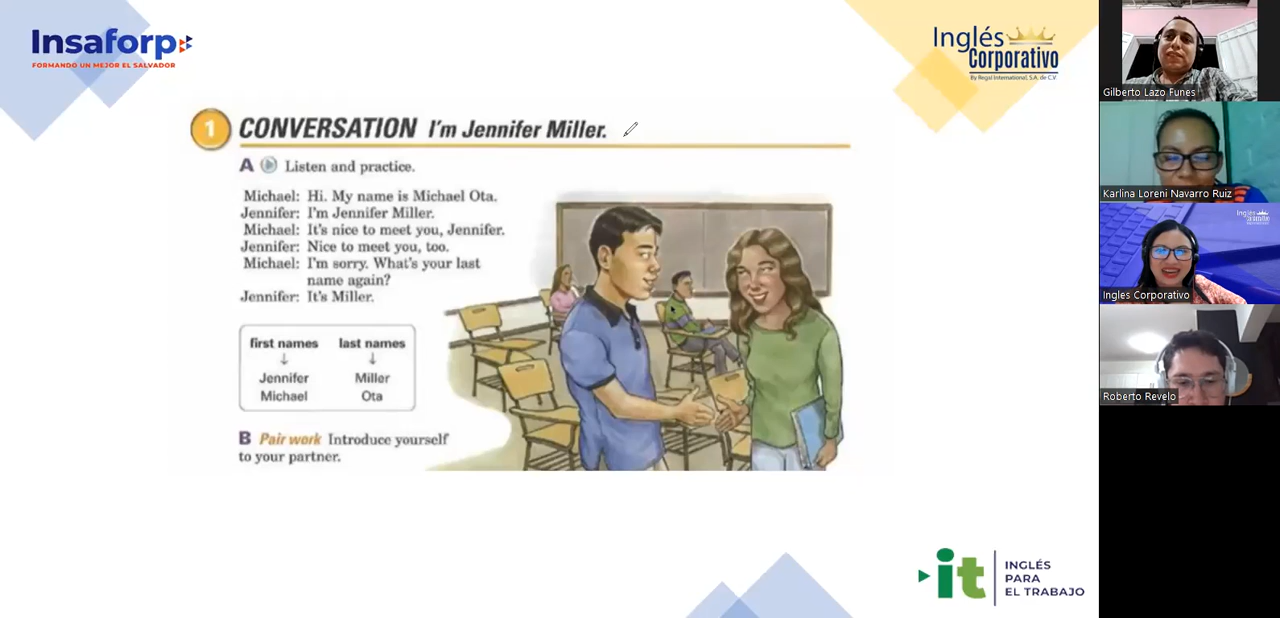 Insaforp
FORMANDO UN MEJOR EL SALVADOR
Inglés
Corporativo
By Regal International, S.A. de C.V.
1 CONVERSATION I'm Jennifer Miller.
A Listen and practice.
Michael: Hi. My name is Michael Ota.
Jennifer: I'm Jennifer Miller.
Michael: It's nice to meet you, Jennifer.
Jennifer: Nice to meet you, too.
Michael: I'm sorry. What's your last
name again?
Jennifer: It's Miller.
first names last names
Jennifer Miller
Michael Ota
B Pair work Introduce yourself
to your partner.
it
INGLÉS
PARA
EL TRABAJO
Gilberto Lazo Funes
Karlina Loreni Navarro Ruiz
Ingles Corporativo
Roberto Revelo